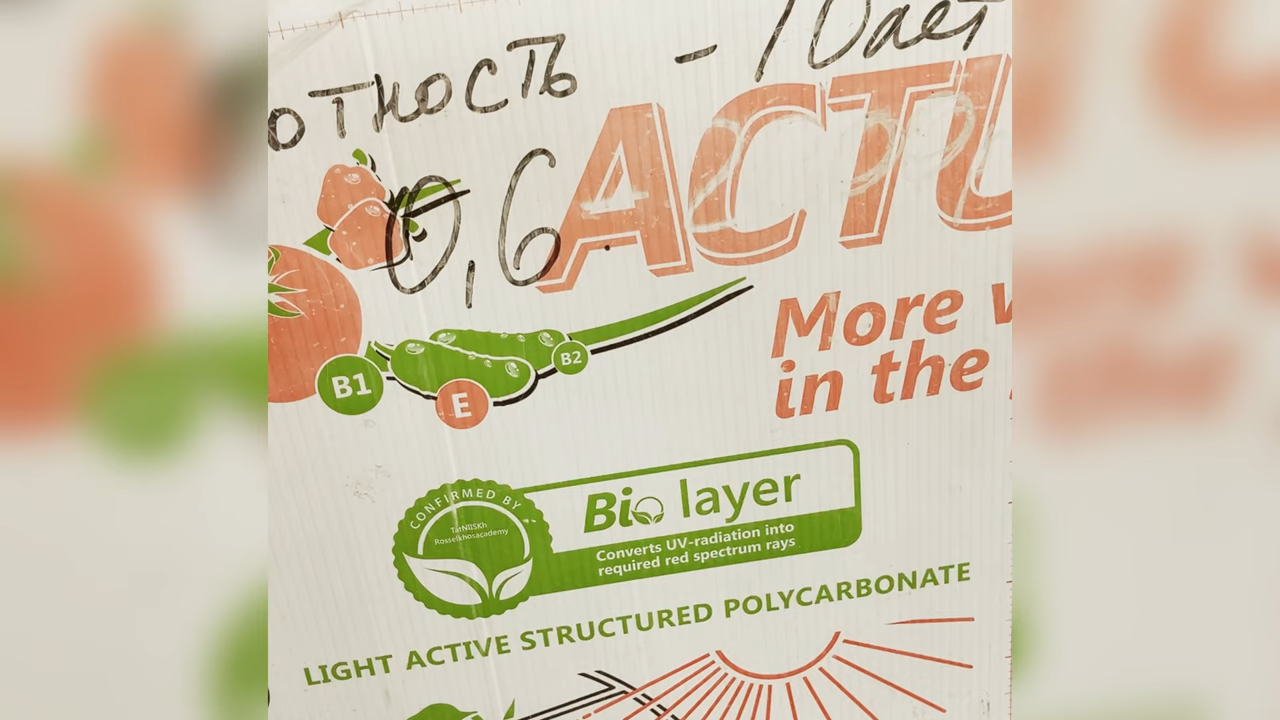 отность - 10лет
0,6
ACTU
More
in the
B1
E
B2
CONFIRMED BY
TatNIISKh
Rosselkhosacademy
Bio layer
Converts UV-radiation into
required red spectrum rays
LIGHT ACTIVE STRUCTURED POLYCARBONATE